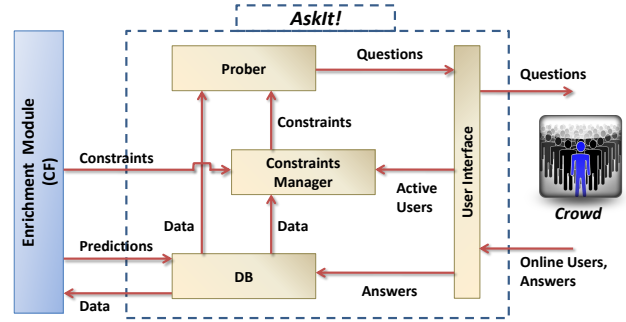 AskIt!
Prober
Questions
Questions
Enrichment Module
(CF)
Constraints
Constraints
Constraints
Manager
Active
Users
User Interface
Crowd
Data
Data
Predictions
DB
Data
Answers
Online Users,
Answers